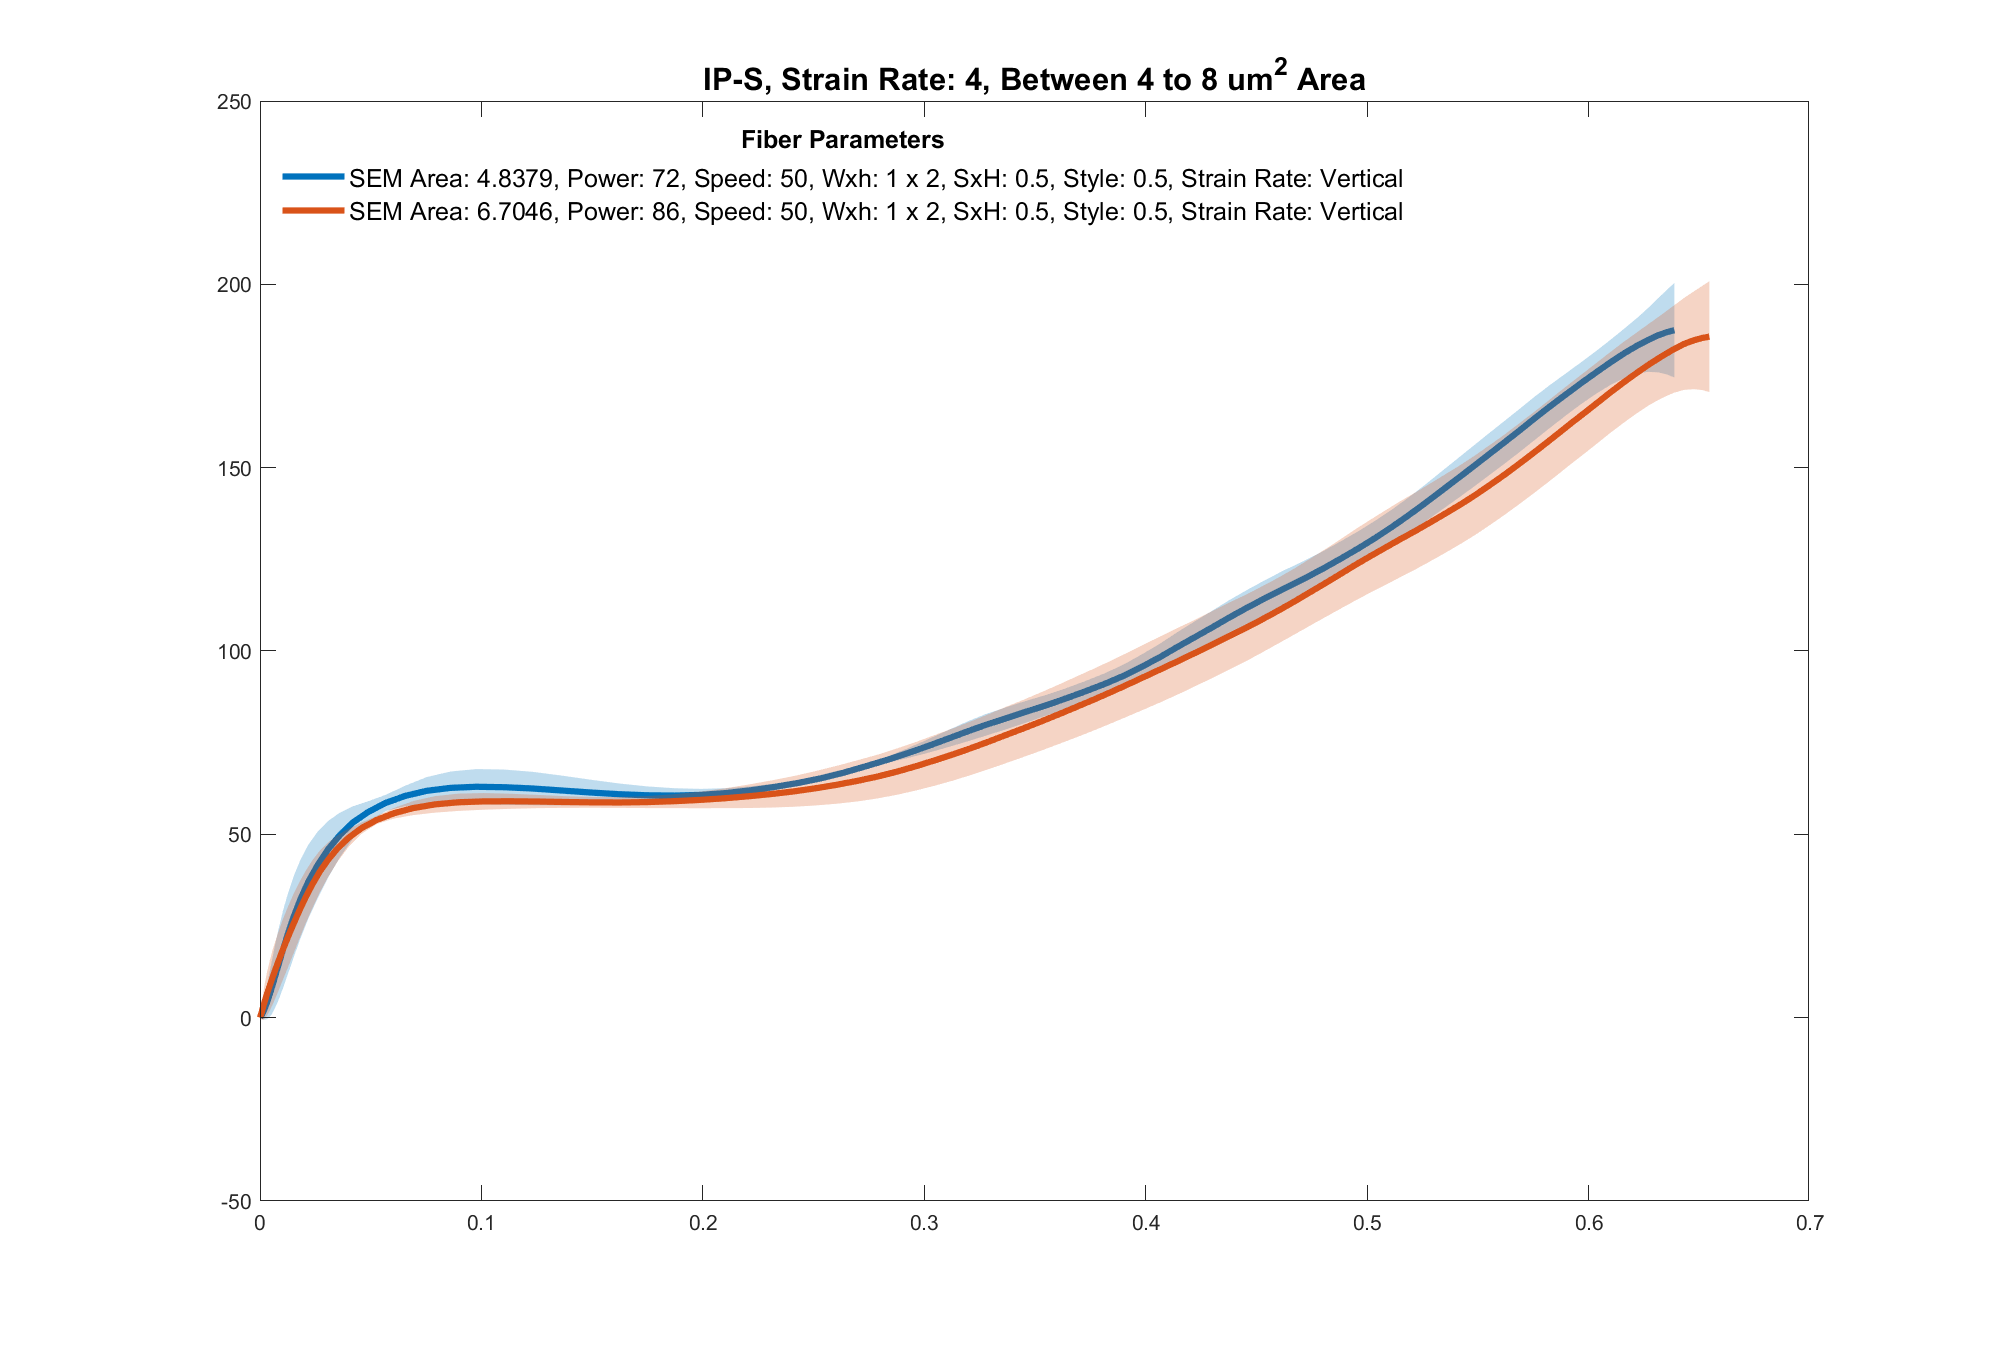 IP-S, Strain Rate: 4, Between 4 to 8 um² Area
250
Fiber Parameters
SEM Area: 4.8379, Power: 72, Speed: 50, Wxh: 1 x 2, SxH: 0.5, Style: 0.5, Strain Rate: Vertical
SEM Area: 6.7046, Power: 86, Speed: 50, Wxh: 1 x 2, SxH: 0.5, Style: 0.5, Strain Rate: Vertical
200
150
100
50
0
-50
0 0.1 0.2 0.3 0.4 0.5 0.6 0.7